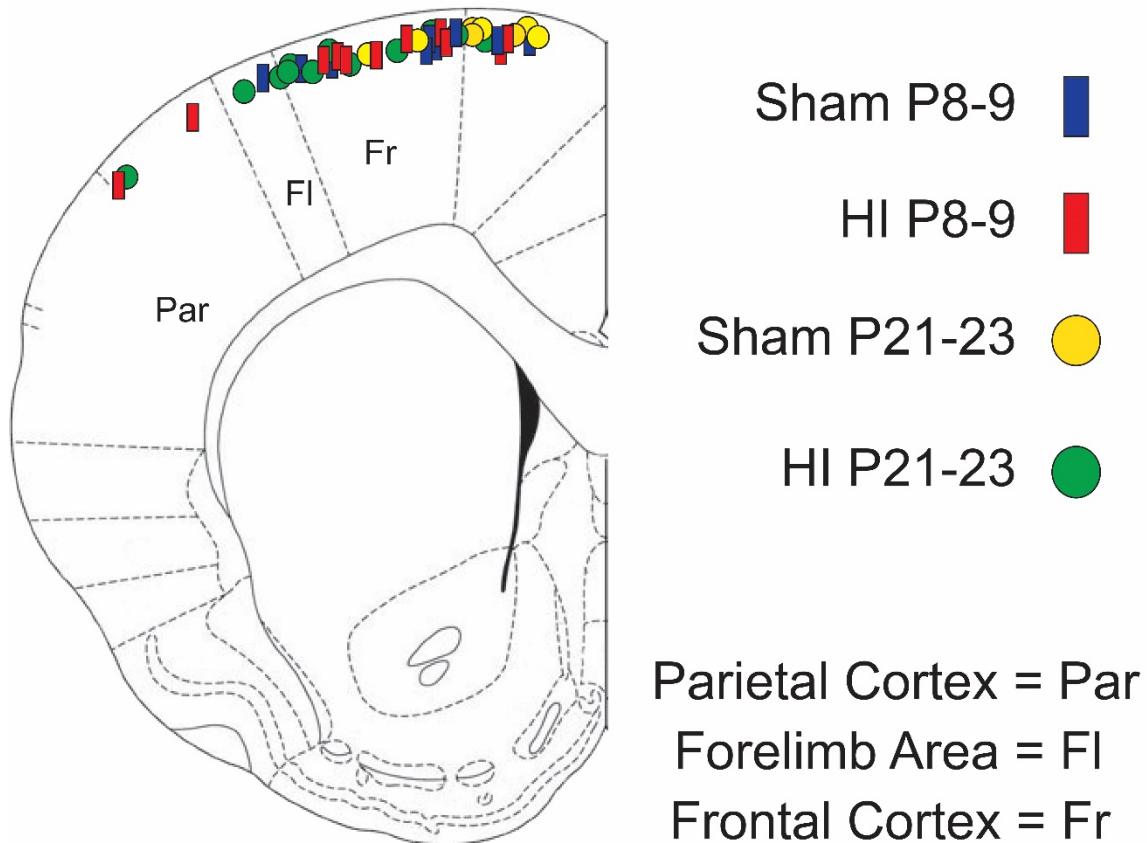 Sham P8-9
HI P8-9
Sham P21-23
HI P21-23
Fr
Fl
Par
Parietal Cortex = Par
Forelimb Area = Fl
Frontal Cortex = Fr